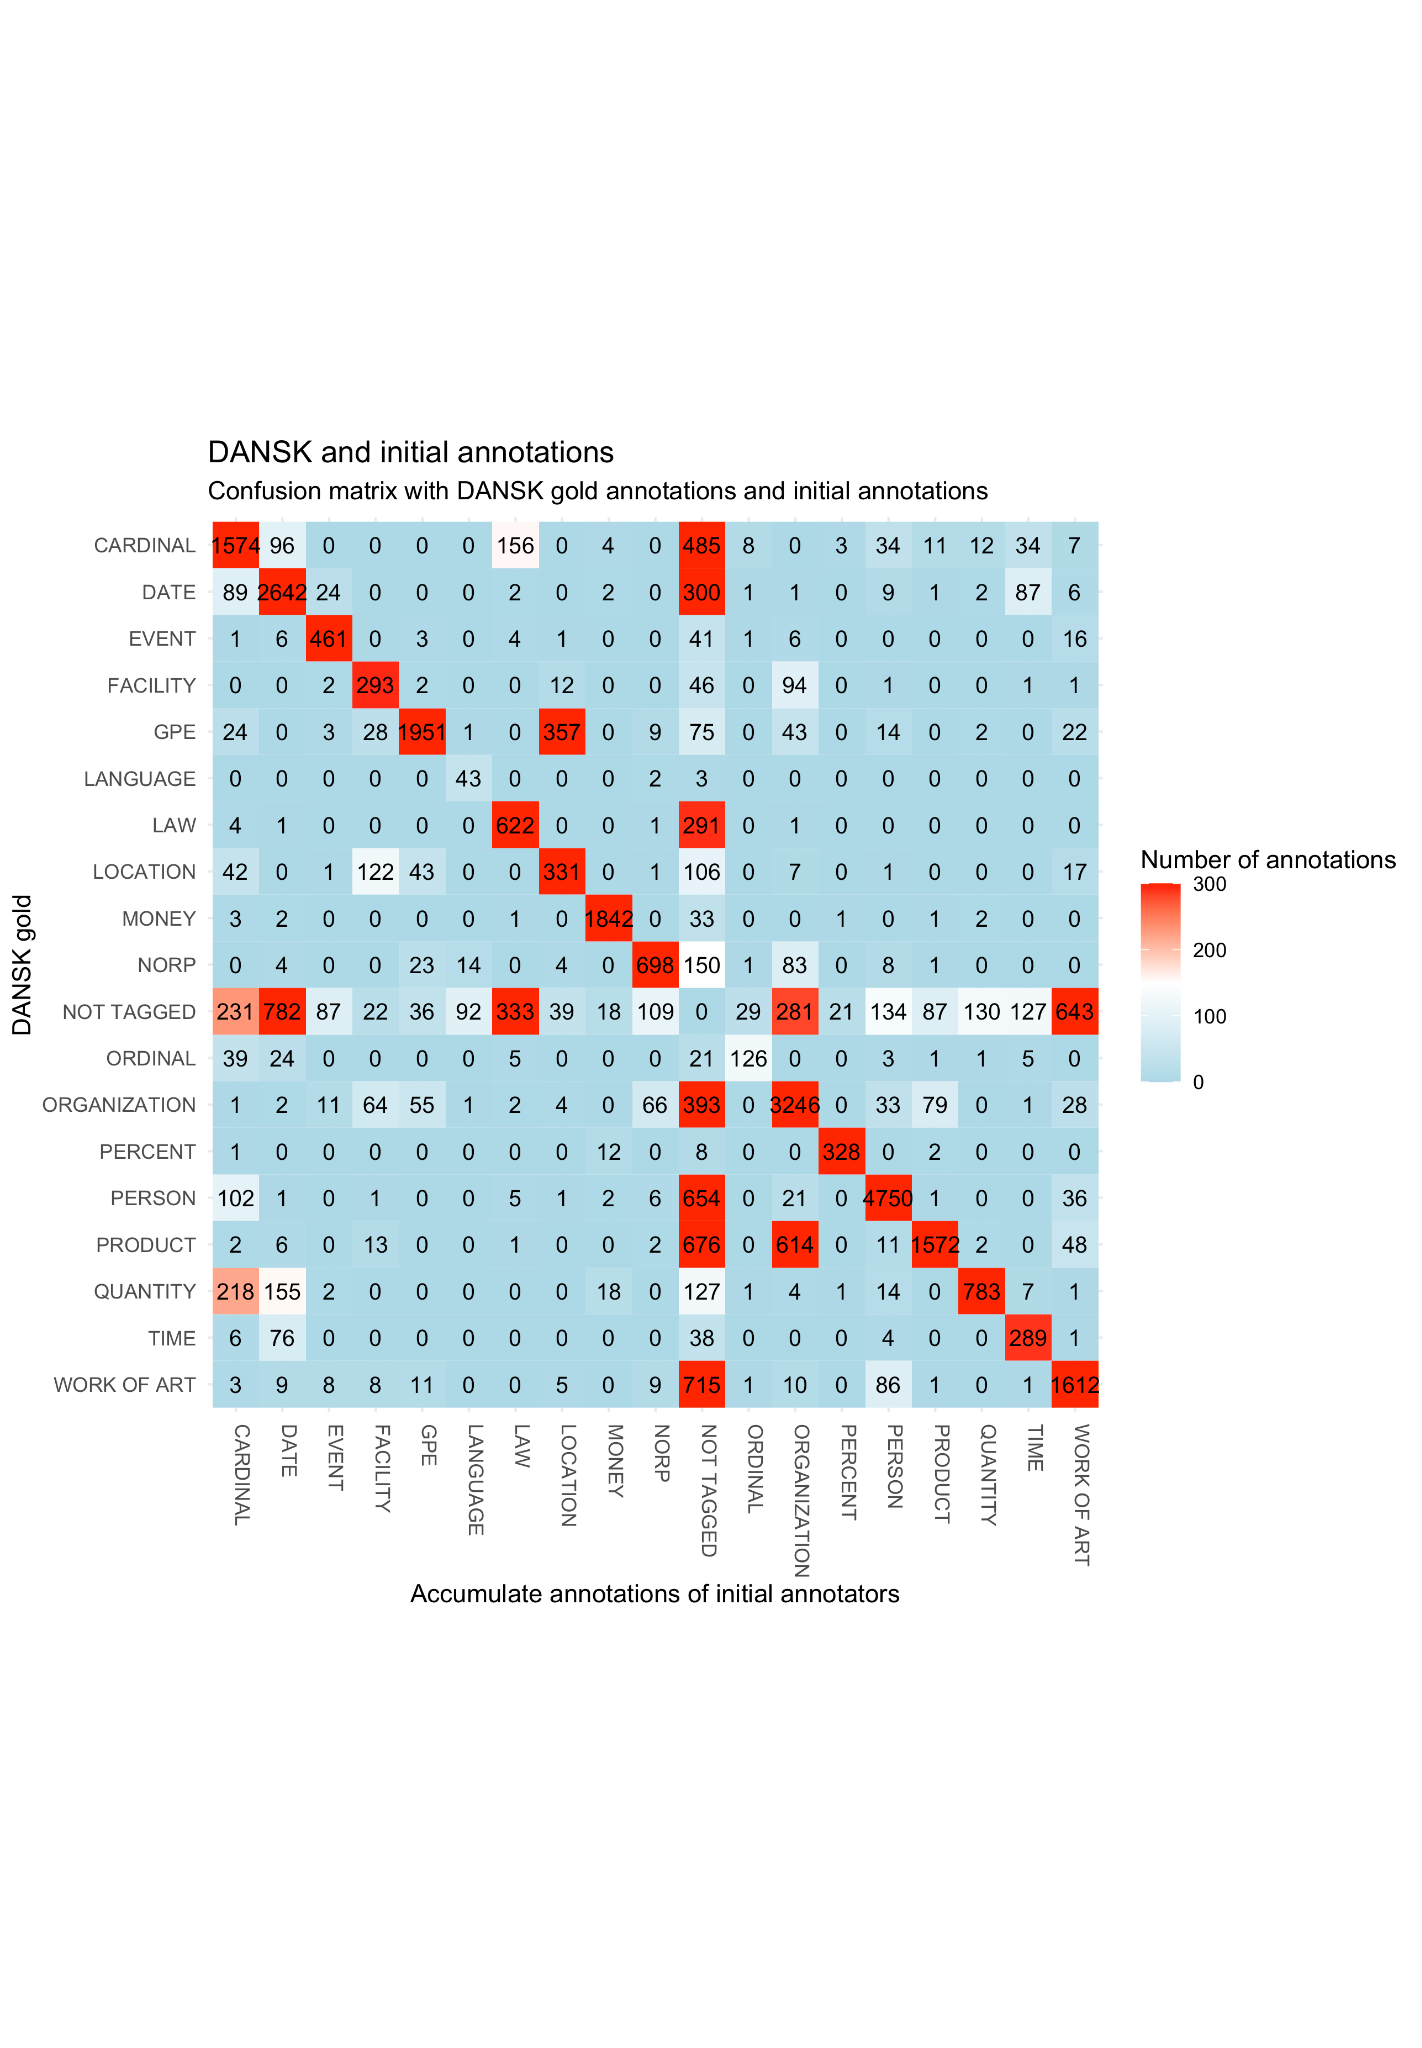 DANSK and initial annotations
Confusion matrix with DANSK gold annotations and initial annotations
CARDINAL 1574 96 0 0 0 0 156 0 4 0 485 8 0 3 34 11 12 34 7
DATE 89 2642 24 0 0 0 2 0 2 0 300 1 1 0 9 1 2 87 6
EVENT 1 6 461 0 3 0 4 1 0 0 41 1 6 0 0 0 0 0 16
FACILITY 0 0 2 293 2 0 0 12 0 0 46 0 94 0 1 0 0 1 1
GPE 24 0 3 28 1951 1 0 357 0 9 75 0 43 0 14 0 2 0 22
LANGUAGE 0 0 0 0 0 43 0 0 0 2 3 0 0 0 0 0 0 0 0
LAW 4 1 0 0 0 0 622 0 0 1 291 0 1 0 0 0 0 0 0
LOCATION 42 0 1 122 43 0 0 331 0 1 106 0 7 0 1 0 0 0 17
MONEY 3 2 0 0 0 0 1 0 1842 0 33 0 0 1 0 1 2 0 0
NORP 0 4 0 0 23 14 0 4 0 698 150 1 83 0 8 1 0 0 0
NOT TAGGED 231 782 87 22 36 92 333 39 18 109 0 29 281 21 134 87 130 127 643
ORDINAL 39 24 0 0 0 0 5 0 0 0 21 126 0 0 3 1 1 5 0
ORGANIZATION 1 2 11 64 55 1 2 4 0 66 393 0 3246 0 33 79 0 1 28
PERCENT 1 0 0 0 0 0 0 0 12 0 8 0 0 328 0 2 0 0 0
PERSON 102 1 0 1 0 0 5 1 2 6 654 0 21 0 4750 1 0 0 36
PRODUCT 2 6 0 13 0 0 1 0 0 2 676 0 614 0 11 1572 2 0 48
QUANTITY 218 155 2 0 0 0 0 0 18 0 127 1 4 1 14 0 783 7 1
TIME 6 76 0 0 0 0 0 0 0 0 38 0 0 0 4 0 0 289 1
WORK OF ART 3 9 8 8 11 0 0 5 0 9 715 1 10 0 86 1 0 1 1612
CARDINAL DATE EVENT FACILITY GPE LANGUAGE LAW LOCATION MONEY NORP NOT TAGGED ORDINAL ORGANIZATION PERCENT PERSON PRODUCT QUANTITY TIME WORK OF ART
Accumulate annotations of initial annotators
DANSK gold
Number of annotations
300
200
100
0